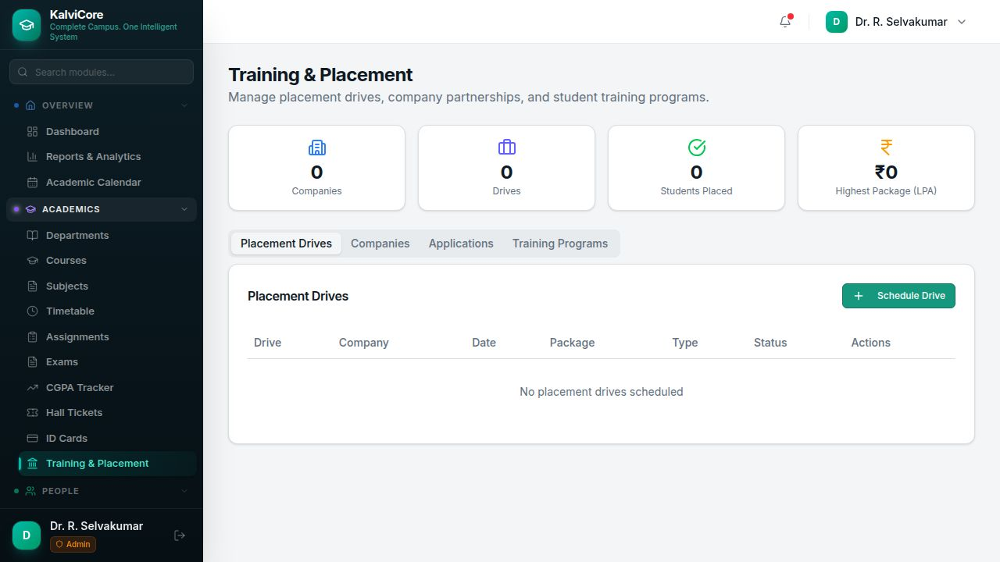 KalviCore
Complete Campus. One Intelligent
System
Search modules...
OVERVIEW
Dashboard
Reports & Analytics
Academic Calendar
ACADEMICS
Departments
Courses
Subjects
Timetable
Assignments
Exams
CGPA Tracker
Hall Tickets
ID Cards
Training & Placement
PEOPLE
D
Dr. R. Selvakumar
Admin
D
Dr. R. Selvakumar
Training & Placement
Manage placement drives, company partnerships, and student training programs.
0
Companies
0
Drives
0
Students Placed
₹0
Highest Package (LPA)
Placement Drives
Companies
Applications
Training Programs
Placement Drives
Schedule Drive
Drive
Company
Date
Package
Type
Status
Actions
No placement drives scheduled